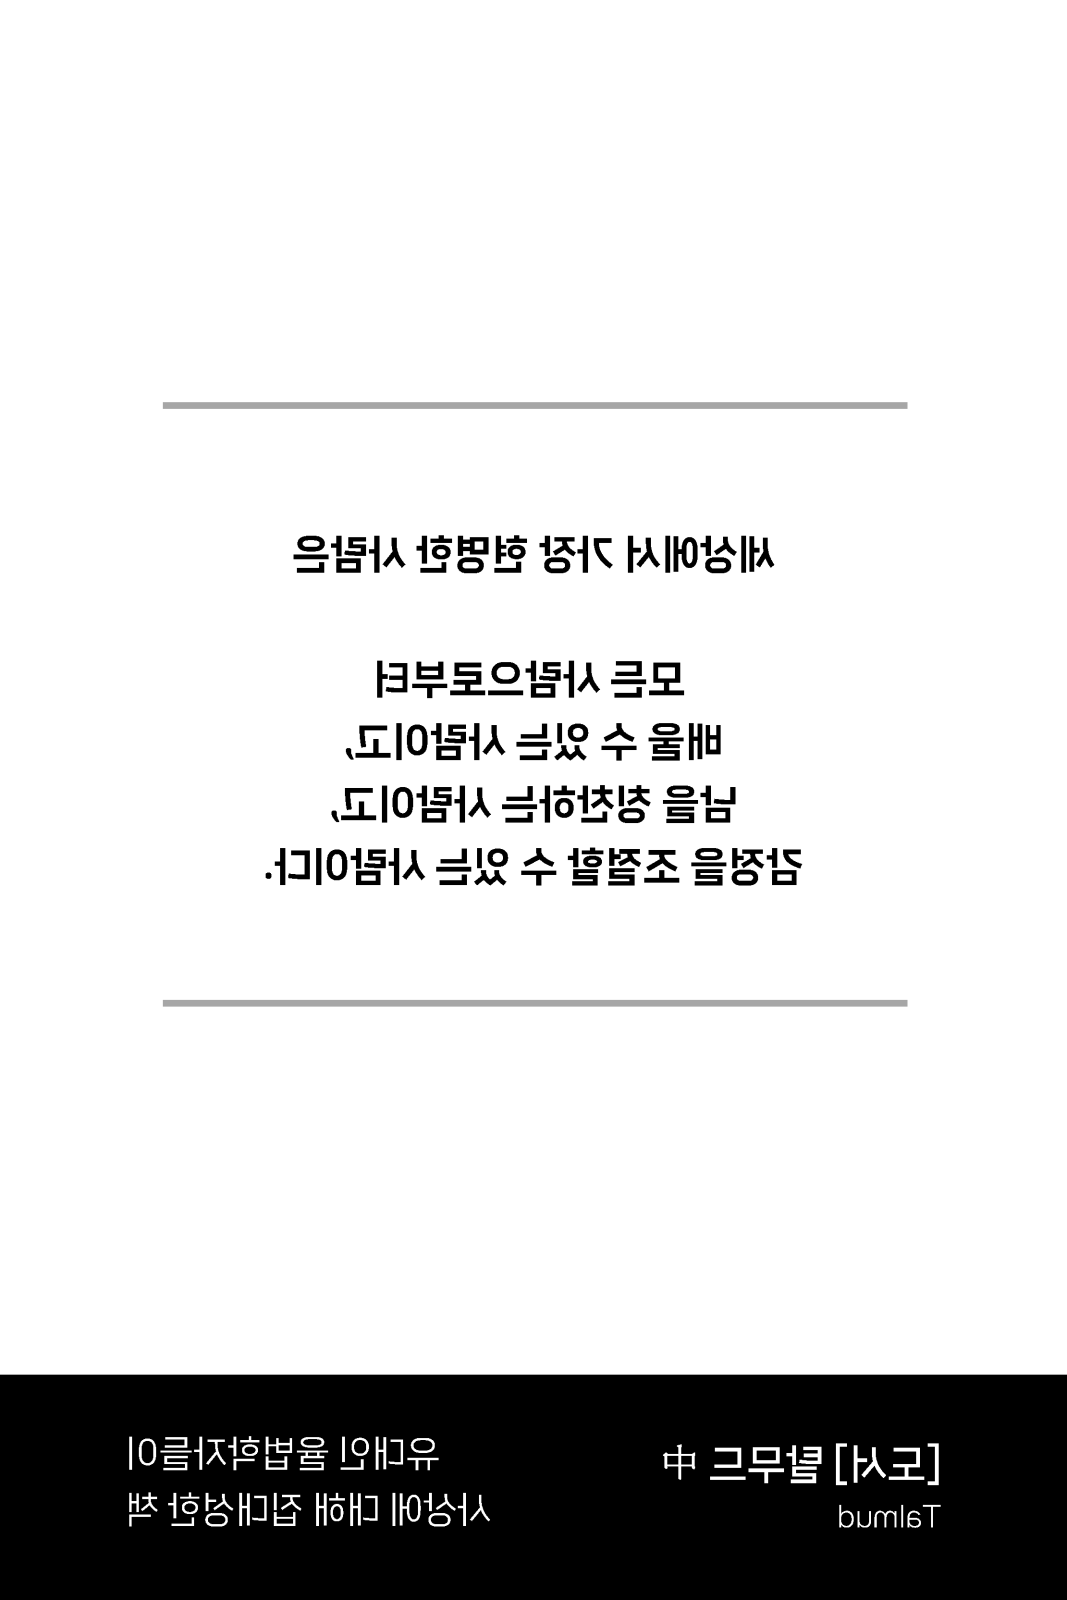 세상에서 가장 현명한 사람은
모든 사람으로부터
배울 수 있는 사람이고,
남을 칭찬하는 사람이고,
감정을 조절할 수 있는 사람이다.
[도서] 탈무드 中
Talmud
유대인 율법학자들이
사상에 대해 집대성한 책